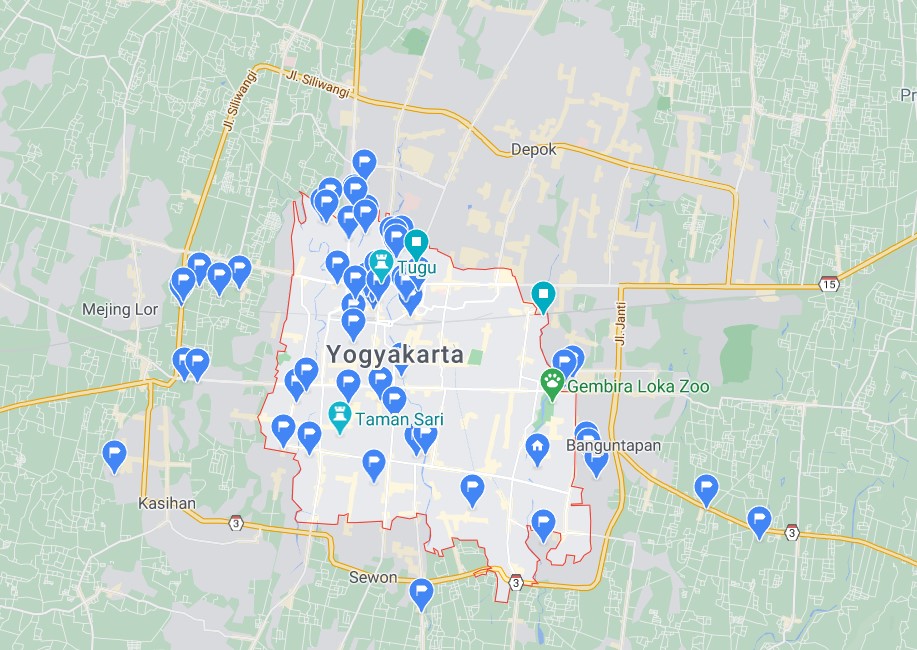 Jl. Siliwangi
Jl. Siliwangi
Pr
Depok
Tugu
15
Mejing Lor
Jl. Janti
Yogyakarta
Gembira Loka Zoo
Taman Sari
Banguntapan
Kasihan
3
3
Sewon
3